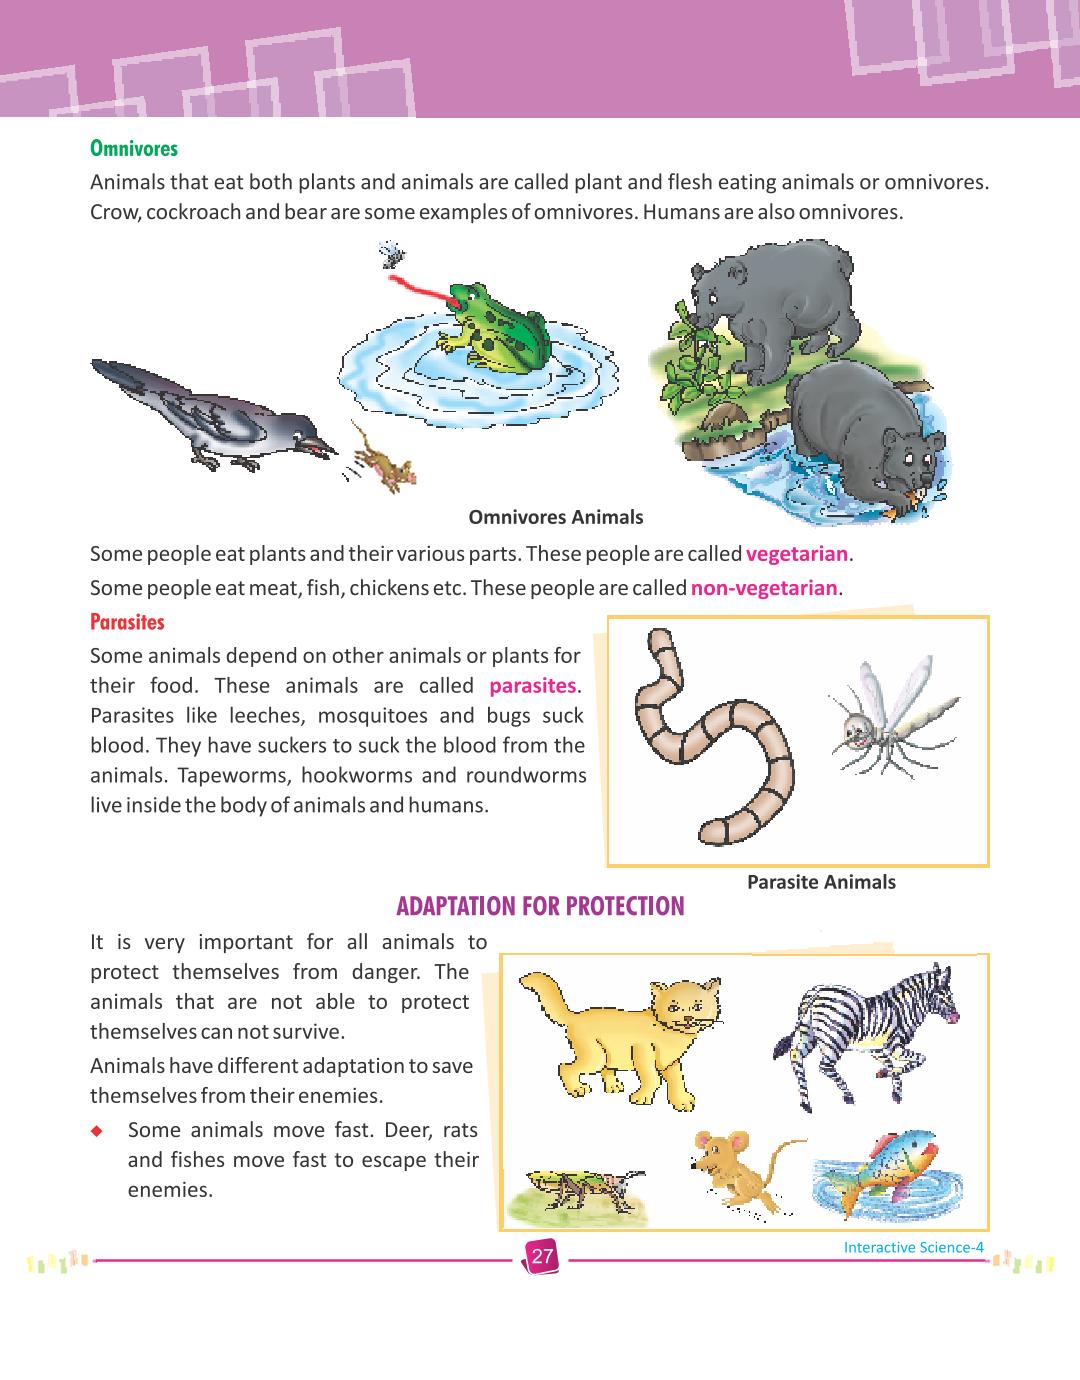 Omnivores
Animals that eat both plants and animals are called plant and flesh eating animals or omnivores.
Crow, cockroach and bear are some examples of omnivores. Humans are also omnivores.
Omnivores Animals
Some people eat plants and their various parts. These people are called vegetarian.
Some people eat meat, fish, chickens etc. These people are called non-vegetarian.
Parasites
Some animals depend on other animals or plants for
their food. These animals are called parasites.
Parasites like leeches, mosquitoes and bugs suck
blood. They have suckers to suck the blood from the
animals. Tapeworms, hookworms and roundworms
live inside the body of animals and humans.
Parasite Animals
ADAPTATION FOR PROTECTION
It is very important for all animals to
protect themselves from danger. The
animals that are not able to protect
themselves can not survive.
Animals have different adaptation to save
themselves from their enemies.
◆ Some animals move fast. Deer, rats
and fishes move fast to escape their
enemies.
Interactive Science-4
27